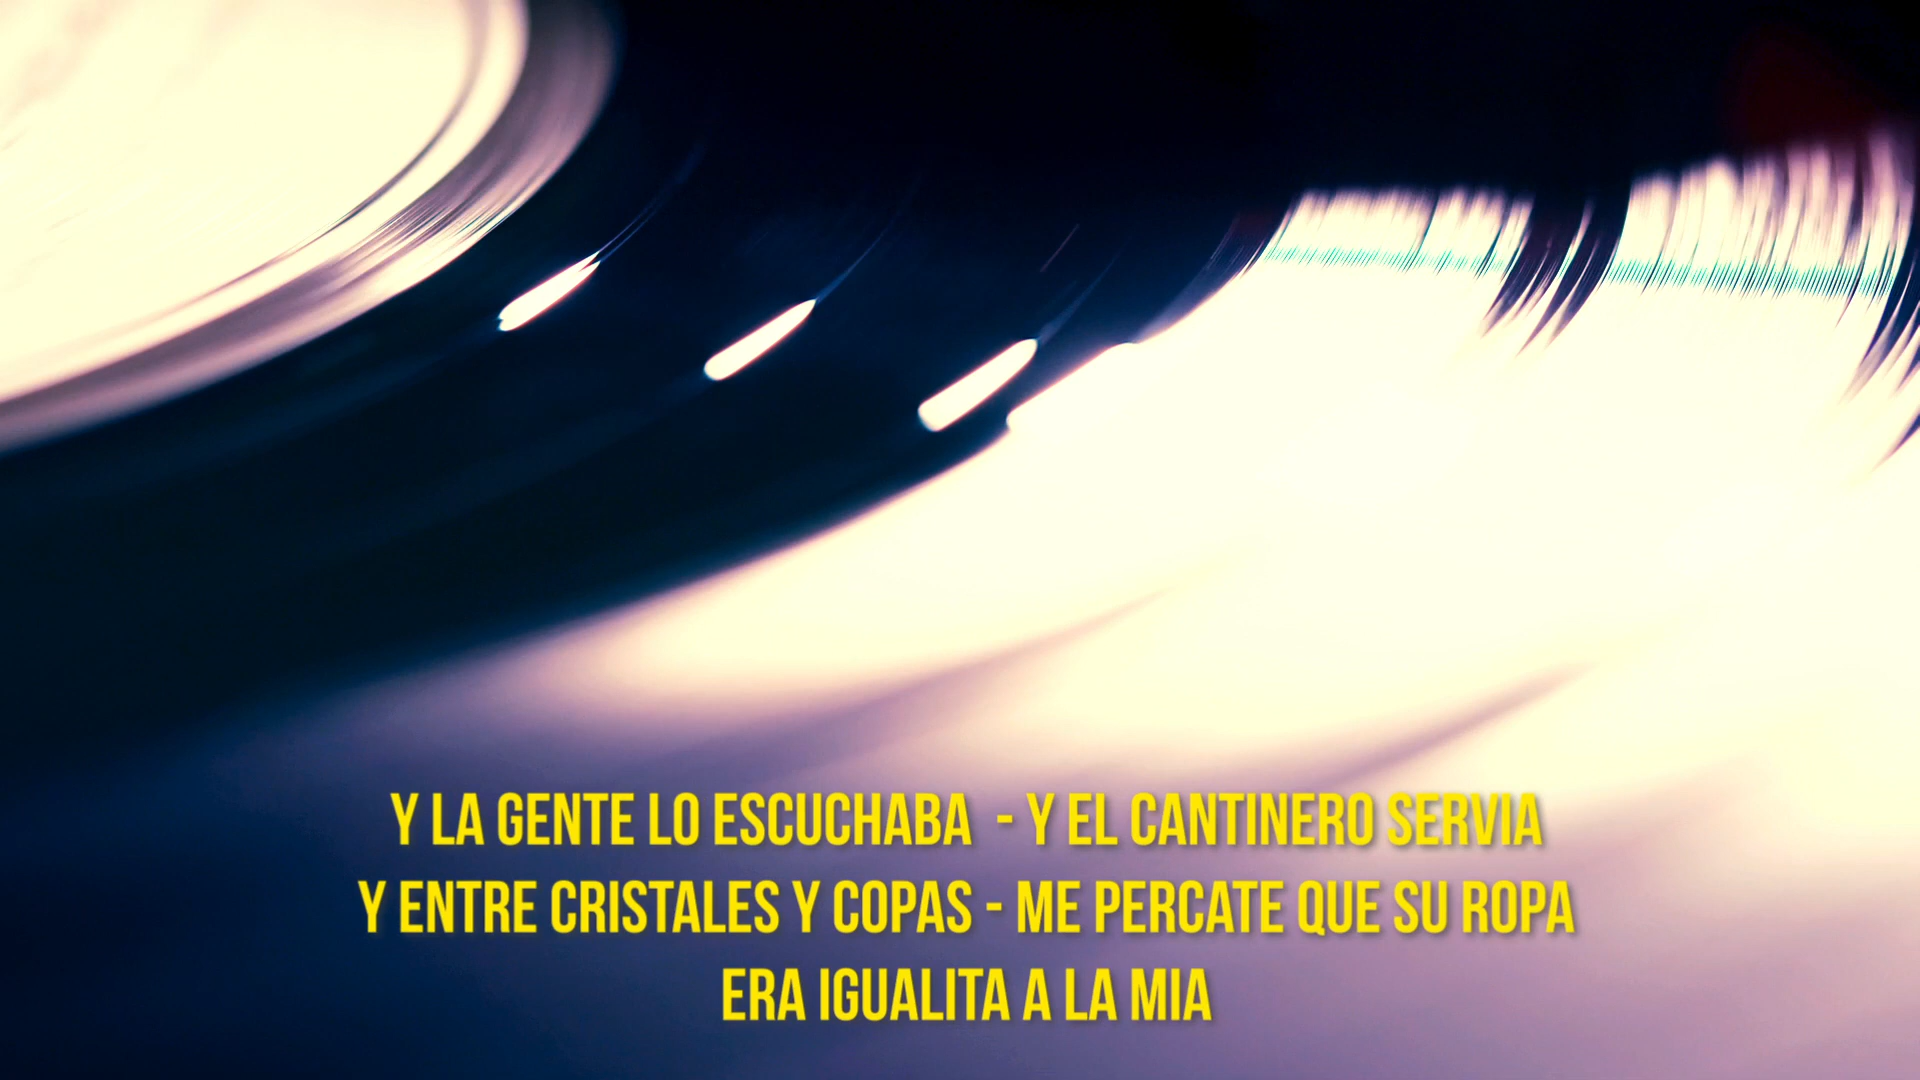 Y LA GENTE LO ESCUCHABA - Y EL CANTINERO SERVIA
Y ENTRE CRISTALES Y COPAS - ME PERCATE QUE SU ROPA
ERA IGUALITA A LA MIA